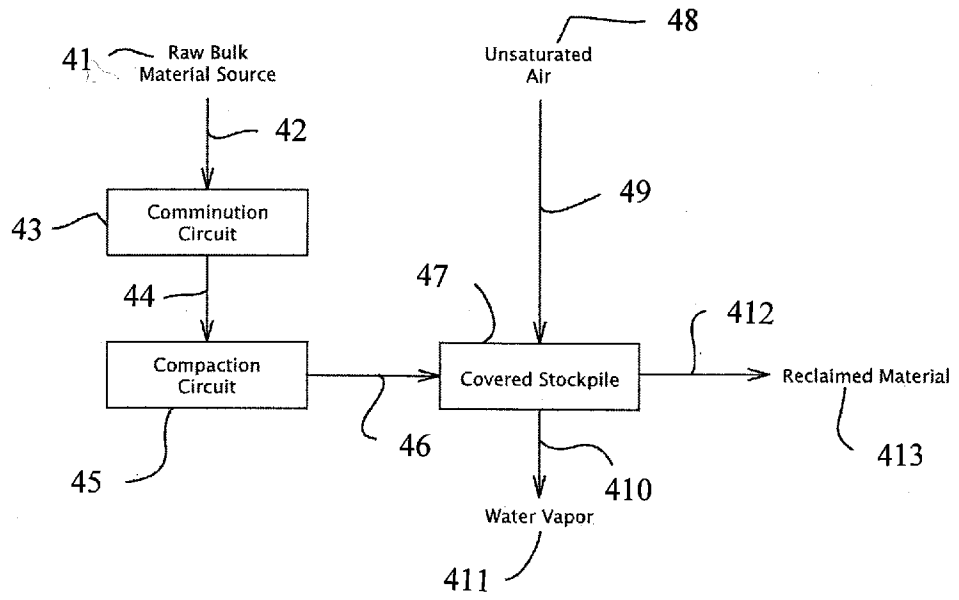 41
Raw Bulk
Material Source
48
Unsaturated
Air
42
49
43
Comminution
Circuit
44
47
412
Compaction
Circuit
Covered Stockpile
Reclaimed Material
45
46
410
413
Water Vapor
411